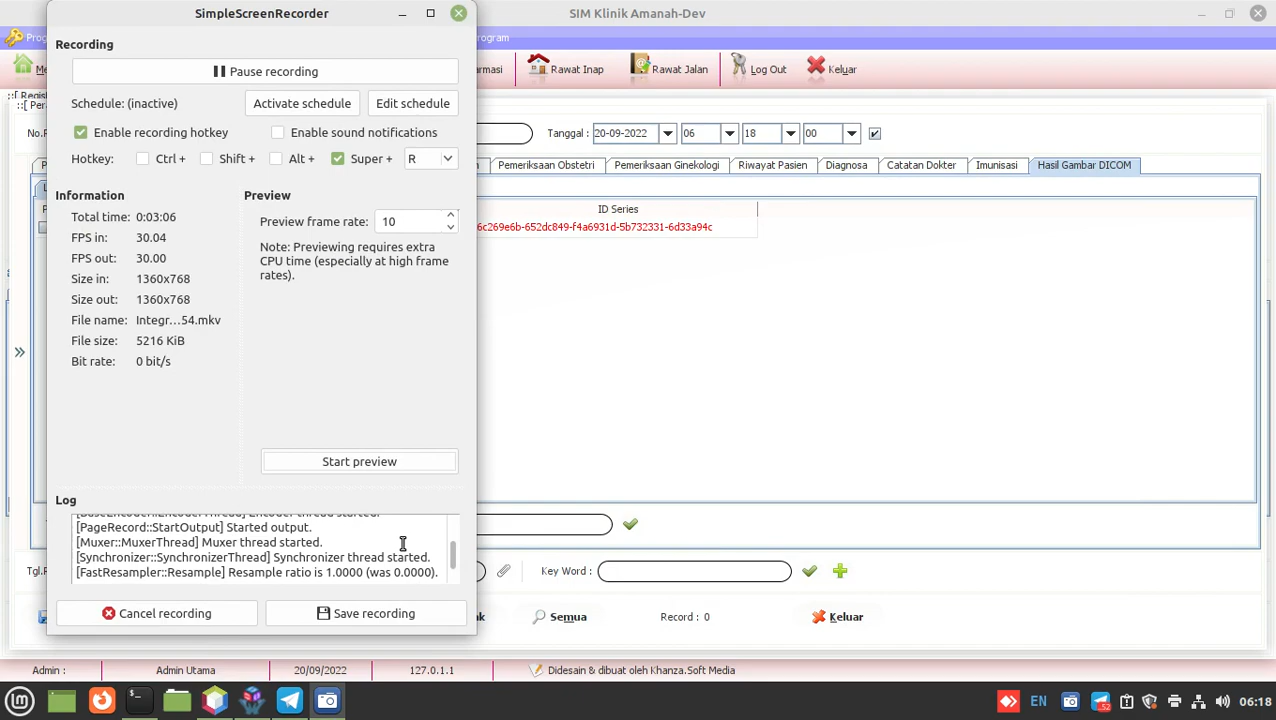 SimpleScreenRecorder
SIM Klinik Amanah-Dev
Recording
Pause recording
Schedule: (inactive)
Activate schedule
Edit schedule
Enable recording hotkey
Enable sound notifications
Hotkey:
Ctrl +
Shift +
Alt +
Super +
R
Information
Total time: 0:03:06
FPS in: 30.04
FPS out: 30.00
Size in: 1360x768
Size out: 1360x768
File name: Integr...54.mkv
File size: 5216 KiB
Bit rate: 0 bit/s
Preview
Preview frame rate: 10
Note: Previewing requires extra
CPU time (especially at high frame
rates).
Start preview
Log
[PageRecord::StartOutput] Started output.
[Muxer::MuxerThread] Muxer thread started.
[Synchronizer::SynchronizerThread] Synchronizer thread started.
[FastResampler::Resample] Resample ratio is 1.0000 (was 0.0000).
Cancel recording
Save recording
Rawat Inap
Rawat Jalan
Log Out
Keluar
Tanggal :
20-09-2022
06
18
00
Pemeriksaan Obstetri
Pemeriksaan Ginekologi
Riwayat Pasien
Diagnosa
Catatan Dokter
Imunisasi
Hasil Gambar DICOM
ID Series
6c269e6b-652dc849-f4a6931d-5b732331-6d33a94c
Key Word :
Semua
Record : 0
Keluar
Admin :
Admin Utama
20/09/2022
127.0.1.1
Didesain & dibuat oleh Khanza.Soft Media
EN
52
06:18